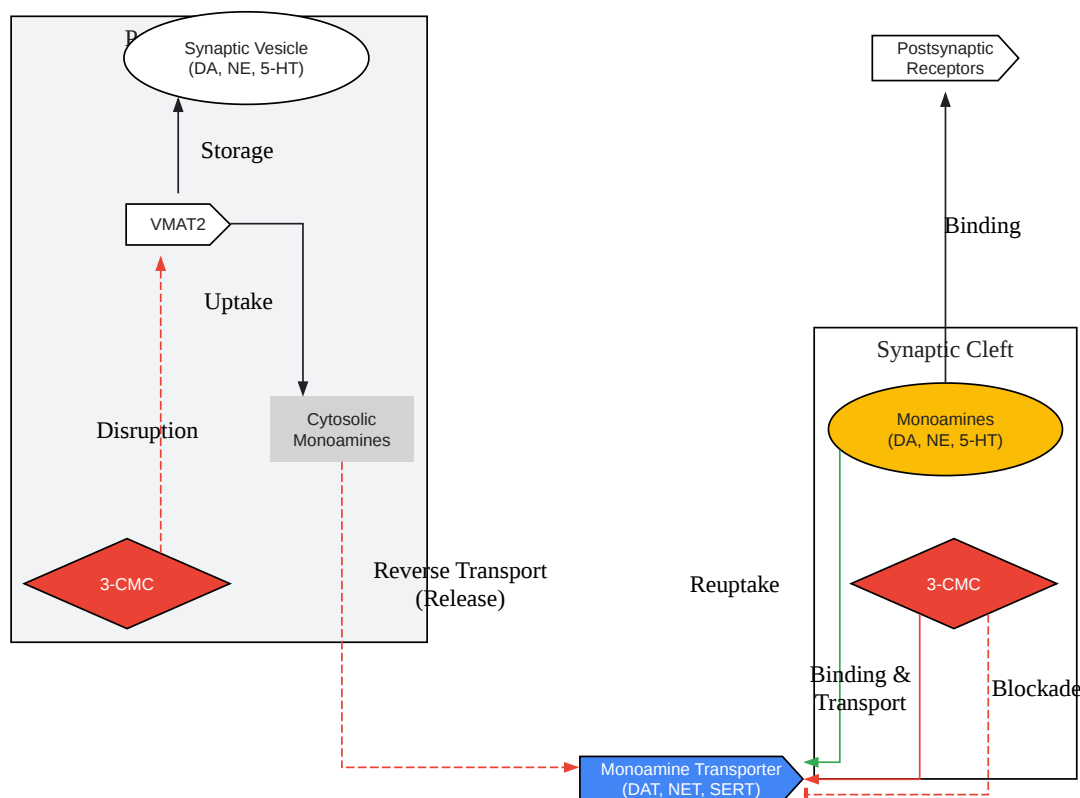 Synaptic Vesicle
(DA, NE, 5-HT)
Postsynaptic
Receptors
Storage
VMAT2
Binding
Uptake
Synaptic Cleft
Cytosolic
Monoamines
Monoamines
(DA, NE, 5-HT)
Disruption
3-CMC
Reverse Transport
(Release)
Reuptake
3-CMC
Binding &
Transport
Blockade
Monoamine Transporter
(DAT, NET, SERT)